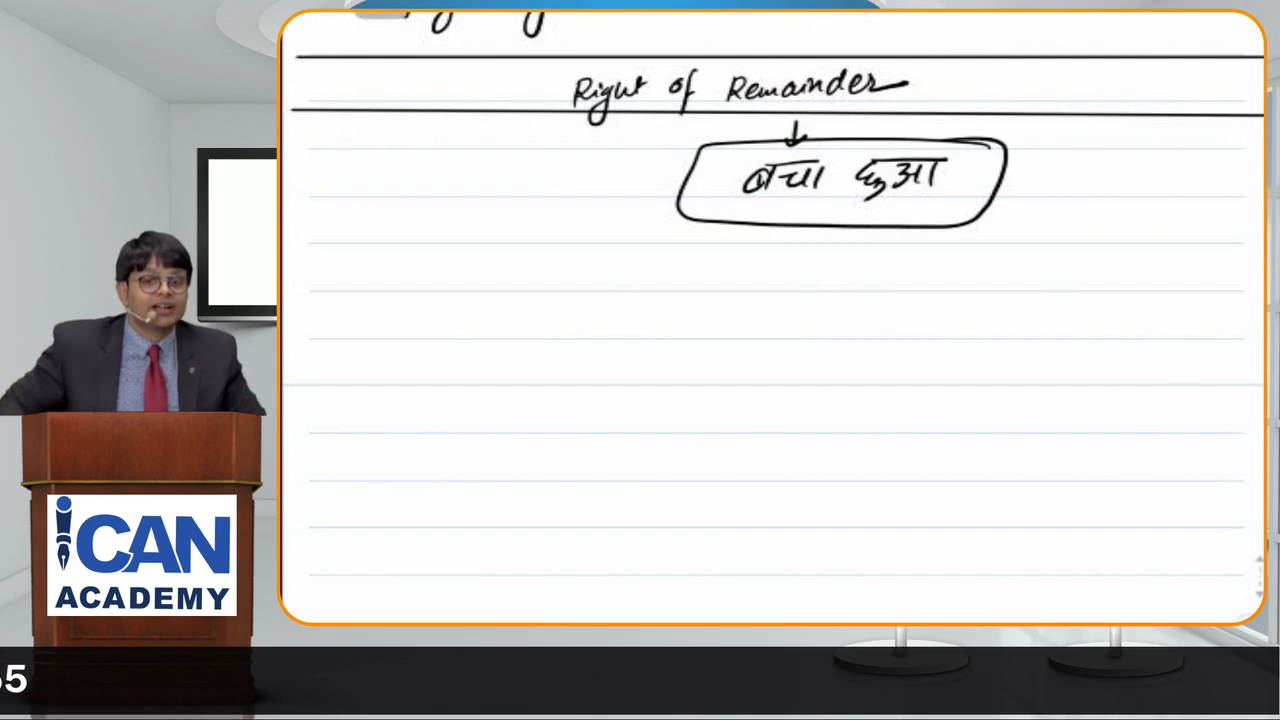 Right of Remainder
बचा हुआ
iCAN
ACADEMY